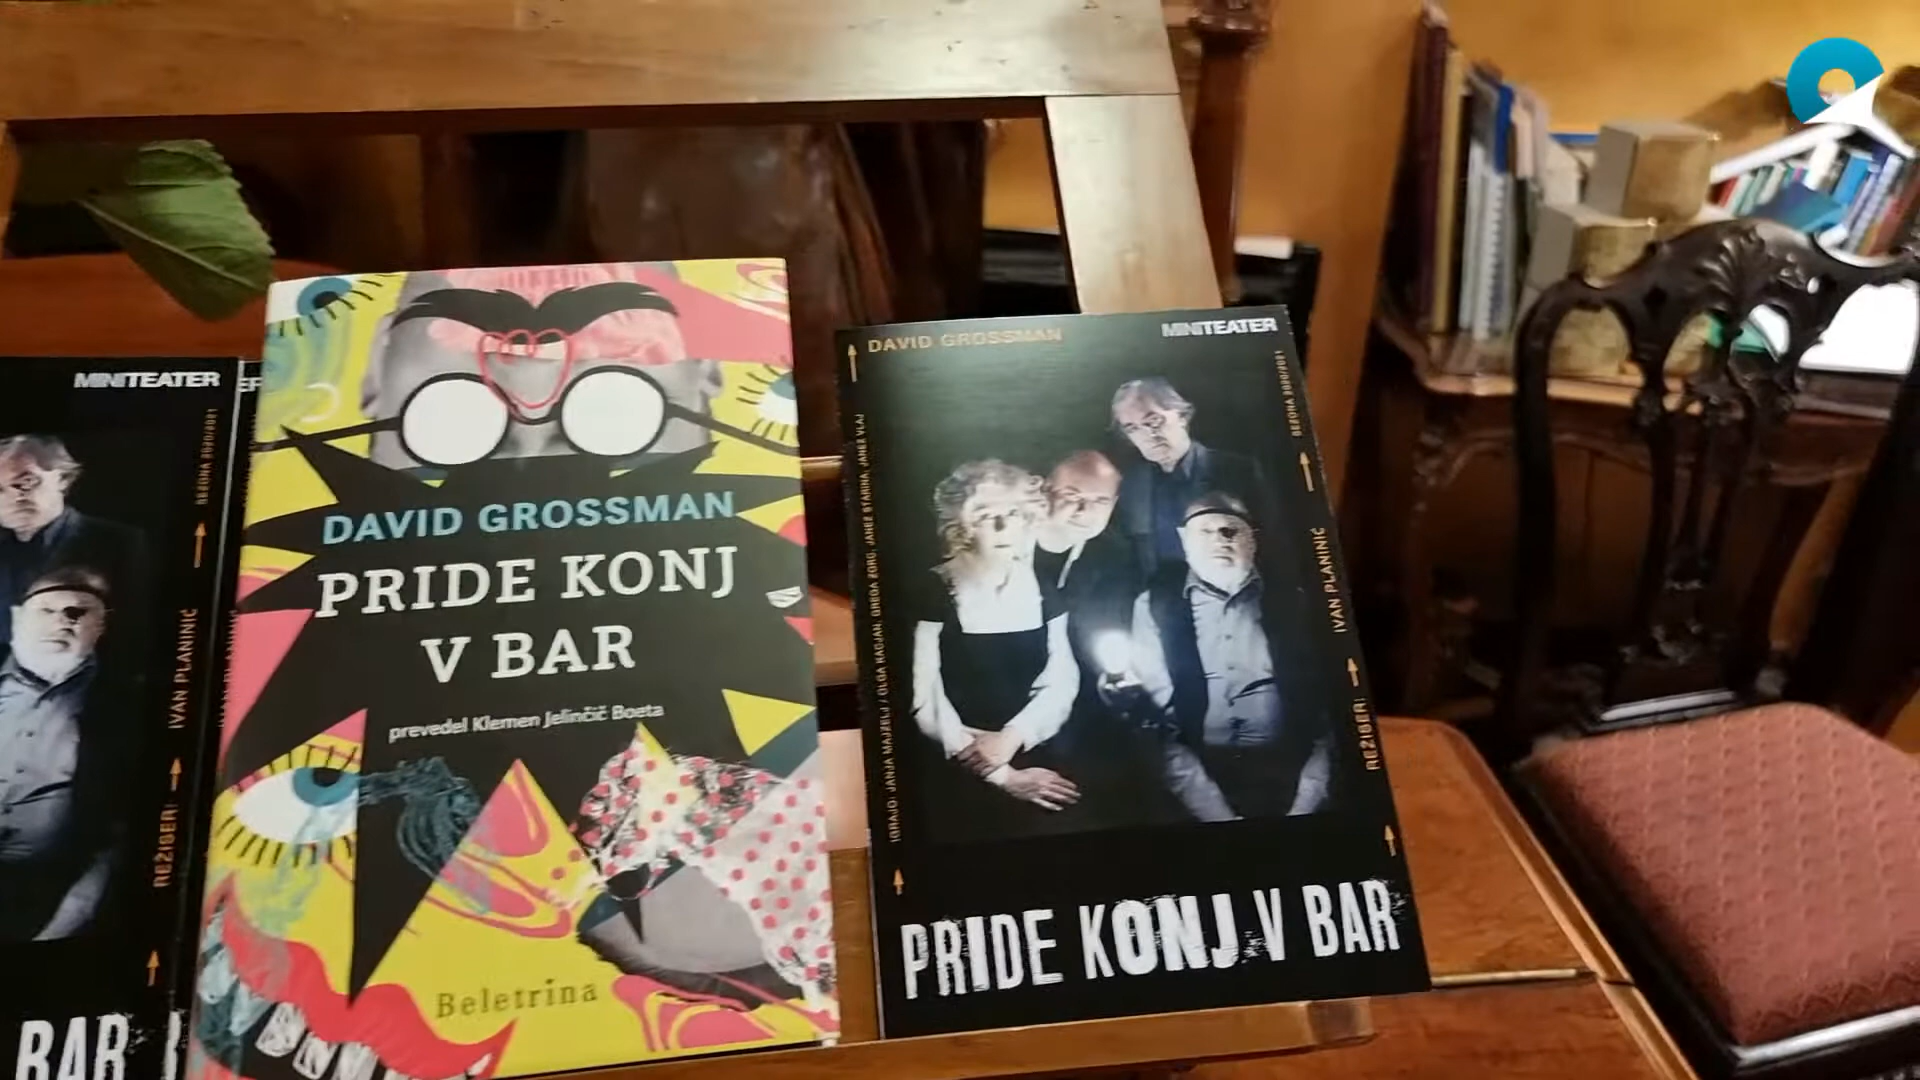 MINITEATER
SEZONA 2020/2021
IVAN PLANINIĆ
REŽISER:
BAR
DAVID GROSSMAN
PRIDE KONJ
V BAR
prevedel Klemen Jelinčič Boeta
Beletrina
DAVID GROSSMAN
MINITEATER
SEZONA 2020/2021
IGRAJO: JANJA MAJZELJ / OLGA KACJAN, GREGA ZORC, JANEZ STARINA, JANEZ VLAJ
REŽISER: IVAN PLANINIĆ
PRIDE KONJ V BAR